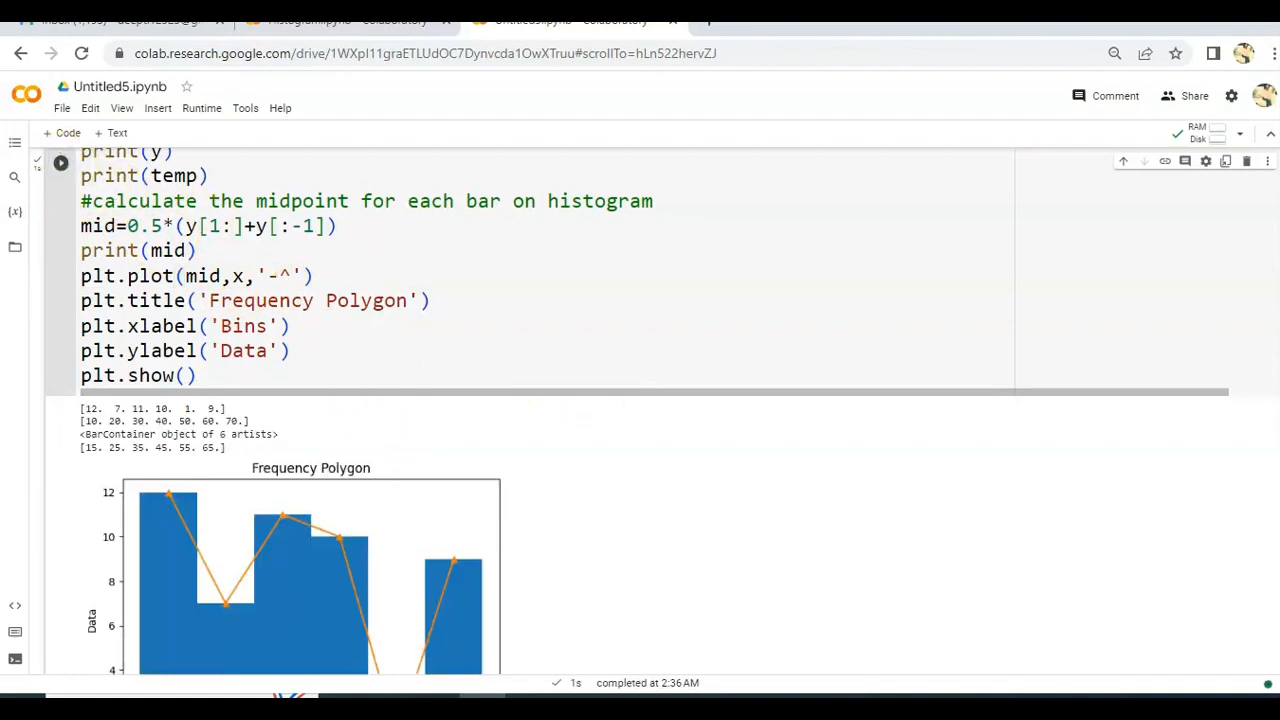 colab.research.google.com/drive/1WXpI11graETLUdOC7Dynvcda1OwXTruu#scrollTo=hLn522hervZJ
Untitled5.ipynb
Comment
Share
File Edit View Insert Runtime Tools Help
+ Code + Text
RAM
Disk
print(y)
print(temp)
#calculate the midpoint for each bar on histogram
mid=0.5*(y[1:]+y[:-1])
print(mid)
plt.plot(mid,x,'-^')
plt.title('Frequency Polygon')
plt.xlabel('Bins')
plt.ylabel('Data')
plt.show()
1s
[12. 7. 11. 10. 1. 9.]
[10. 20. 30. 40. 50. 60. 70.]
<BarContainer object of 6 artists>
[15. 25. 35. 45. 55. 65.]
Frequency Polygon
12
10
8
6
4
Data
1s completed at 2:36 AM